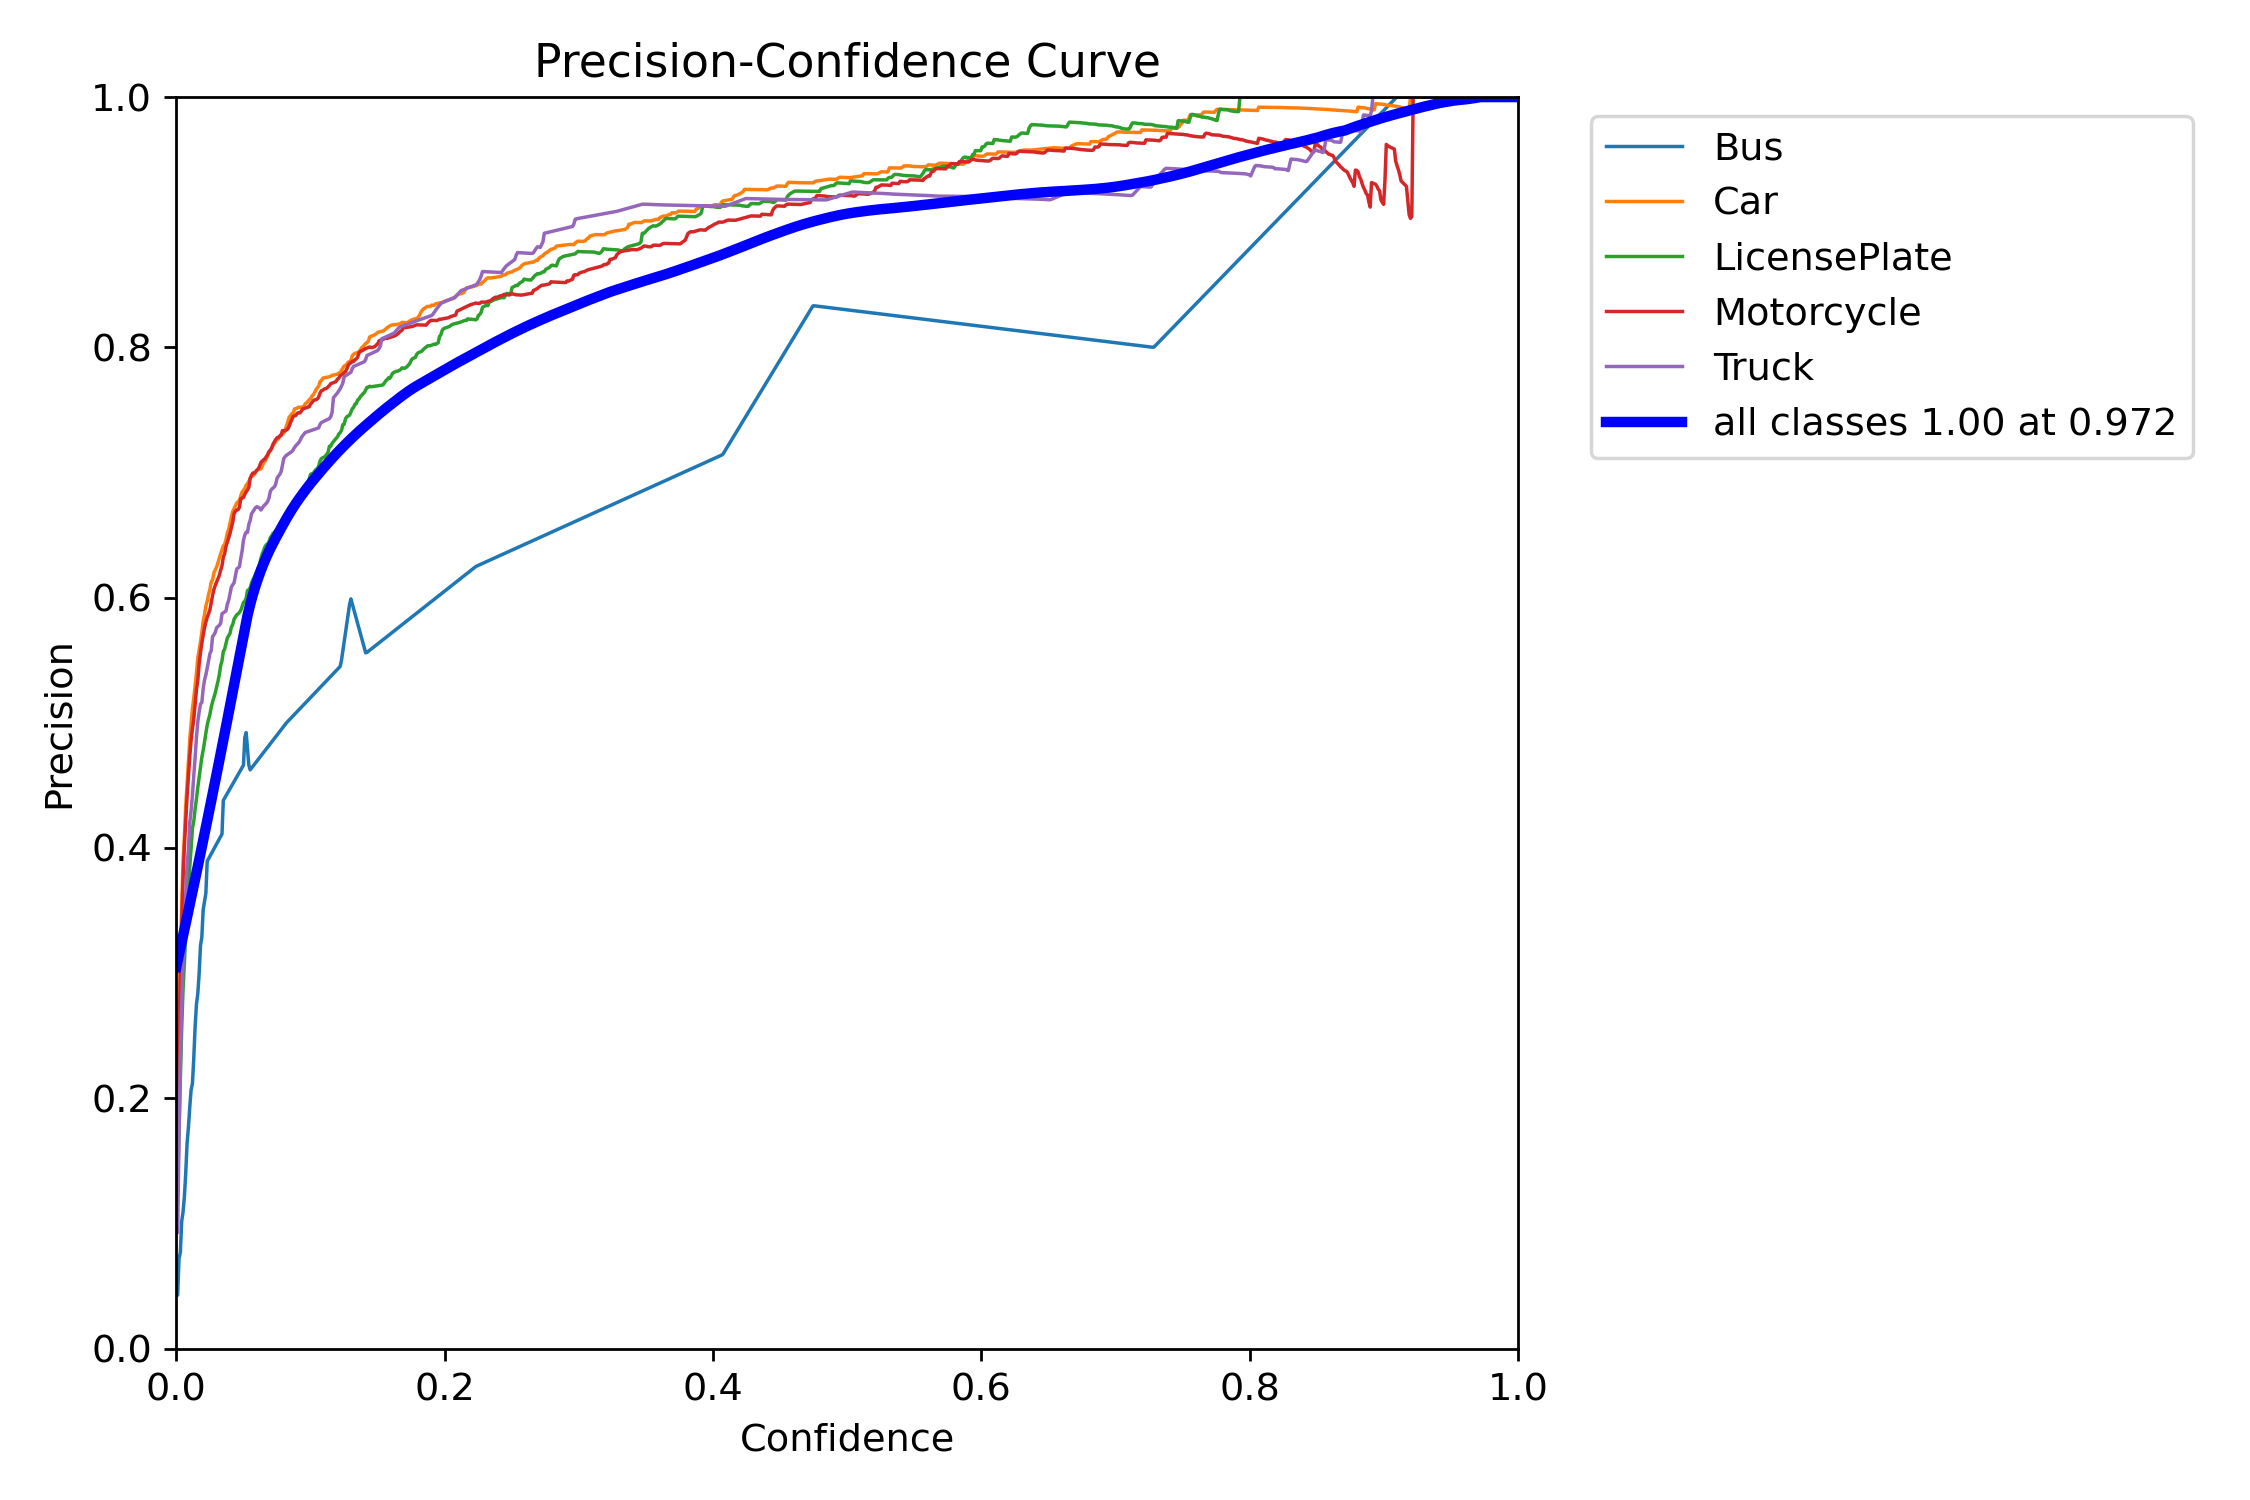 Precision-Confidence Curve
1.0
0.8
0.6
0.4
0.2
0.0
Precision
0.0 0.2 0.4 0.6 0.8 1.0
Confidence
Bus
Car
LicensePlate
Motorcycle
Truck
all classes 1.00 at 0.972